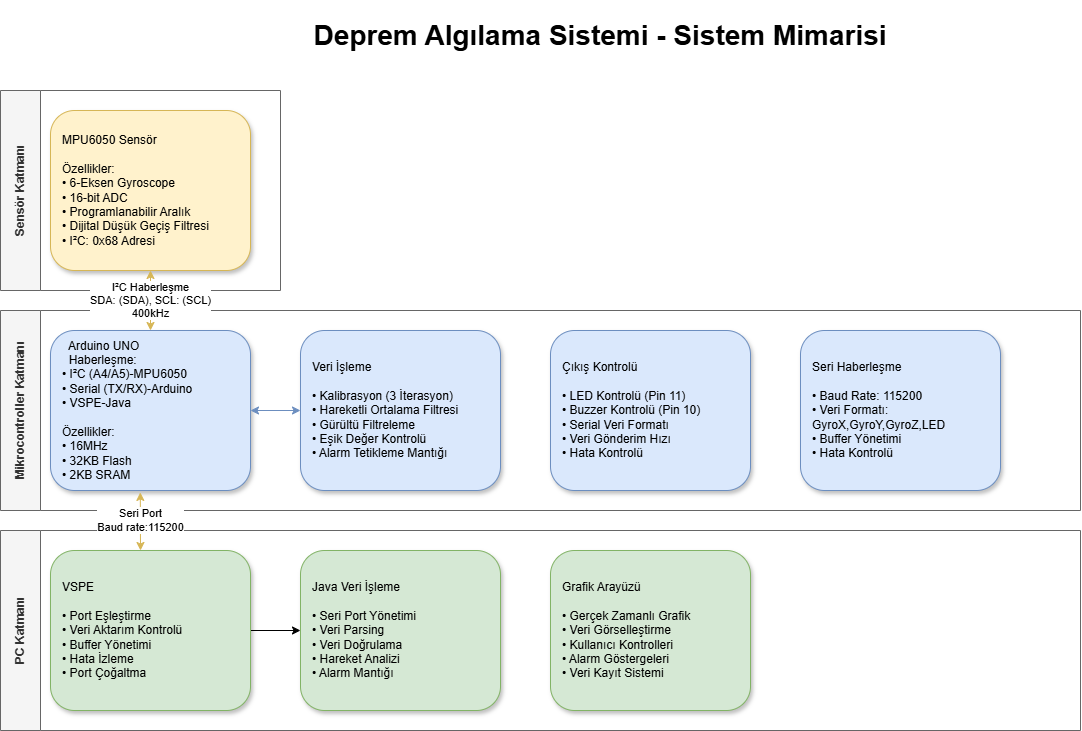 Deprem Algılama Sistemi - Sistem Mimarisi
Sensör Katmanı
MPU6050 Sensör
Özellikler:
• 6-Eksen Gyroscope
• 16-bit ADC
• Programlanabilir Aralık
• Dijital Düşük Geçiş Filtresi
• I²C: 0x68 Adresi
I²C Haberleşme
SDA: (SDA), SCL: (SCL)
400kHz
Mikrocontroller Katmanı
Arduino UNO
Haberleşme:
• I²C (A4/A5)-MPU6050
• Serial (TX/RX)-Arduino
• VSPE-Java
Özellikler:
• 16MHz
• 32KB Flash
• 2KB SRAM
Veri İşleme
• Kalibrasyon (3 İterasyon)
• Hareketli Ortalama Filtresi
• Gürültü Filtreleme
• Eşik Değer Kontrolü
• Alarm Tetikleme Mantığı
Çıkış Kontrolü
• LED Kontrolü (Pin 11)
• Buzzer Kontrolü (Pin 10)
• Serial Veri Formatı
• Veri Gönderim Hızı
• Hata Kontrolü
Seri Haberleşme
• Baud Rate: 115200
• Veri Formatı:
GyroX,GyroY,GyroZ,LED
• Buffer Yönetimi
• Hata Kontrolü
Seri Port
Baud rate:115200
PC Katmanı
VSPE
• Port Eşleştirme
• Veri Aktarım Kontrolü
• Buffer Yönetimi
• Hata İzleme
• Port Çoğaltma
Java Veri İşleme
• Seri Port Yönetimi
• Veri Parsing
• Veri Doğrulama
• Hareket Analizi
• Alarm Mantığı
Grafik Arayüzü
• Gerçek Zamanlı Grafik
• Veri Görselleştirme
• Kullanıcı Kontrolleri
• Alarm Göstergeleri
• Veri Kayıt Sistemi